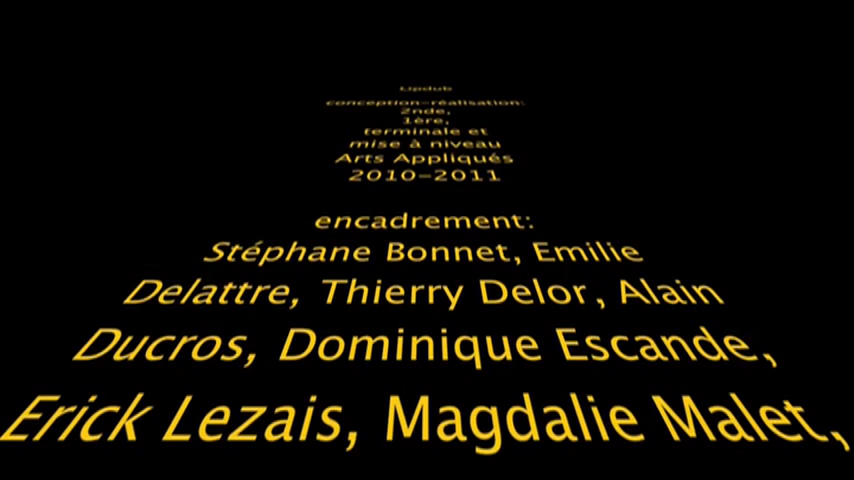 Lipdub
conception-réalisation:
2nde,
1ère,
terminale et
mise à niveau
Arts Appliqués
2010-2011
encadrement:
Stéphane Bonnet, Emilie
Delattre, Thierry Delor, Alain
Ducros, Dominique Escande,
Erick Lezais, Magdalie Malet,